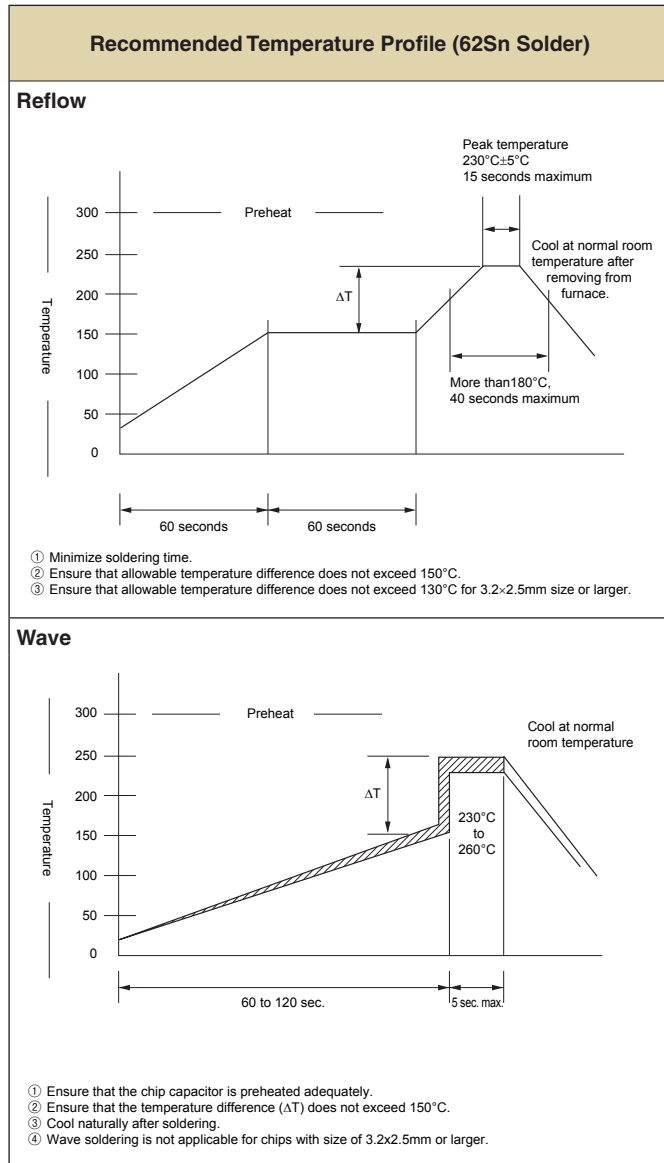 Recommended Temperature Profile (62Sn Solder)
Reflow
Peak temperature
230°C±5°C
15 seconds maximum
300
Preheat
250
Cool at normal room
temperature after
removing from
furnace.
200
ΔT
Temperature
150
100
More than180°C,
40 seconds maximum
50
0
60 seconds
60 seconds
① Minimize soldering time.
② Ensure that allowable temperature difference does not exceed 150°C.
③ Ensure that allowable temperature difference does not exceed 130°C for 3.2×2.5mm size or larger.
Wave
300
Preheat
Cool at normal
room temperature
250
ΔT
200
Temperature
230°C
to
260°C
150
100
50
0
60 to 120 sec.
5 sec. max.
① Ensure that the chip capacitor is preheated adequately.
② Ensure that the temperature difference (ΔT) does not exceed 150°C.
③ Cool naturally after soldering.
④ Wave soldering is not applicable for chips with size of 3.2x2.5mm or larger.